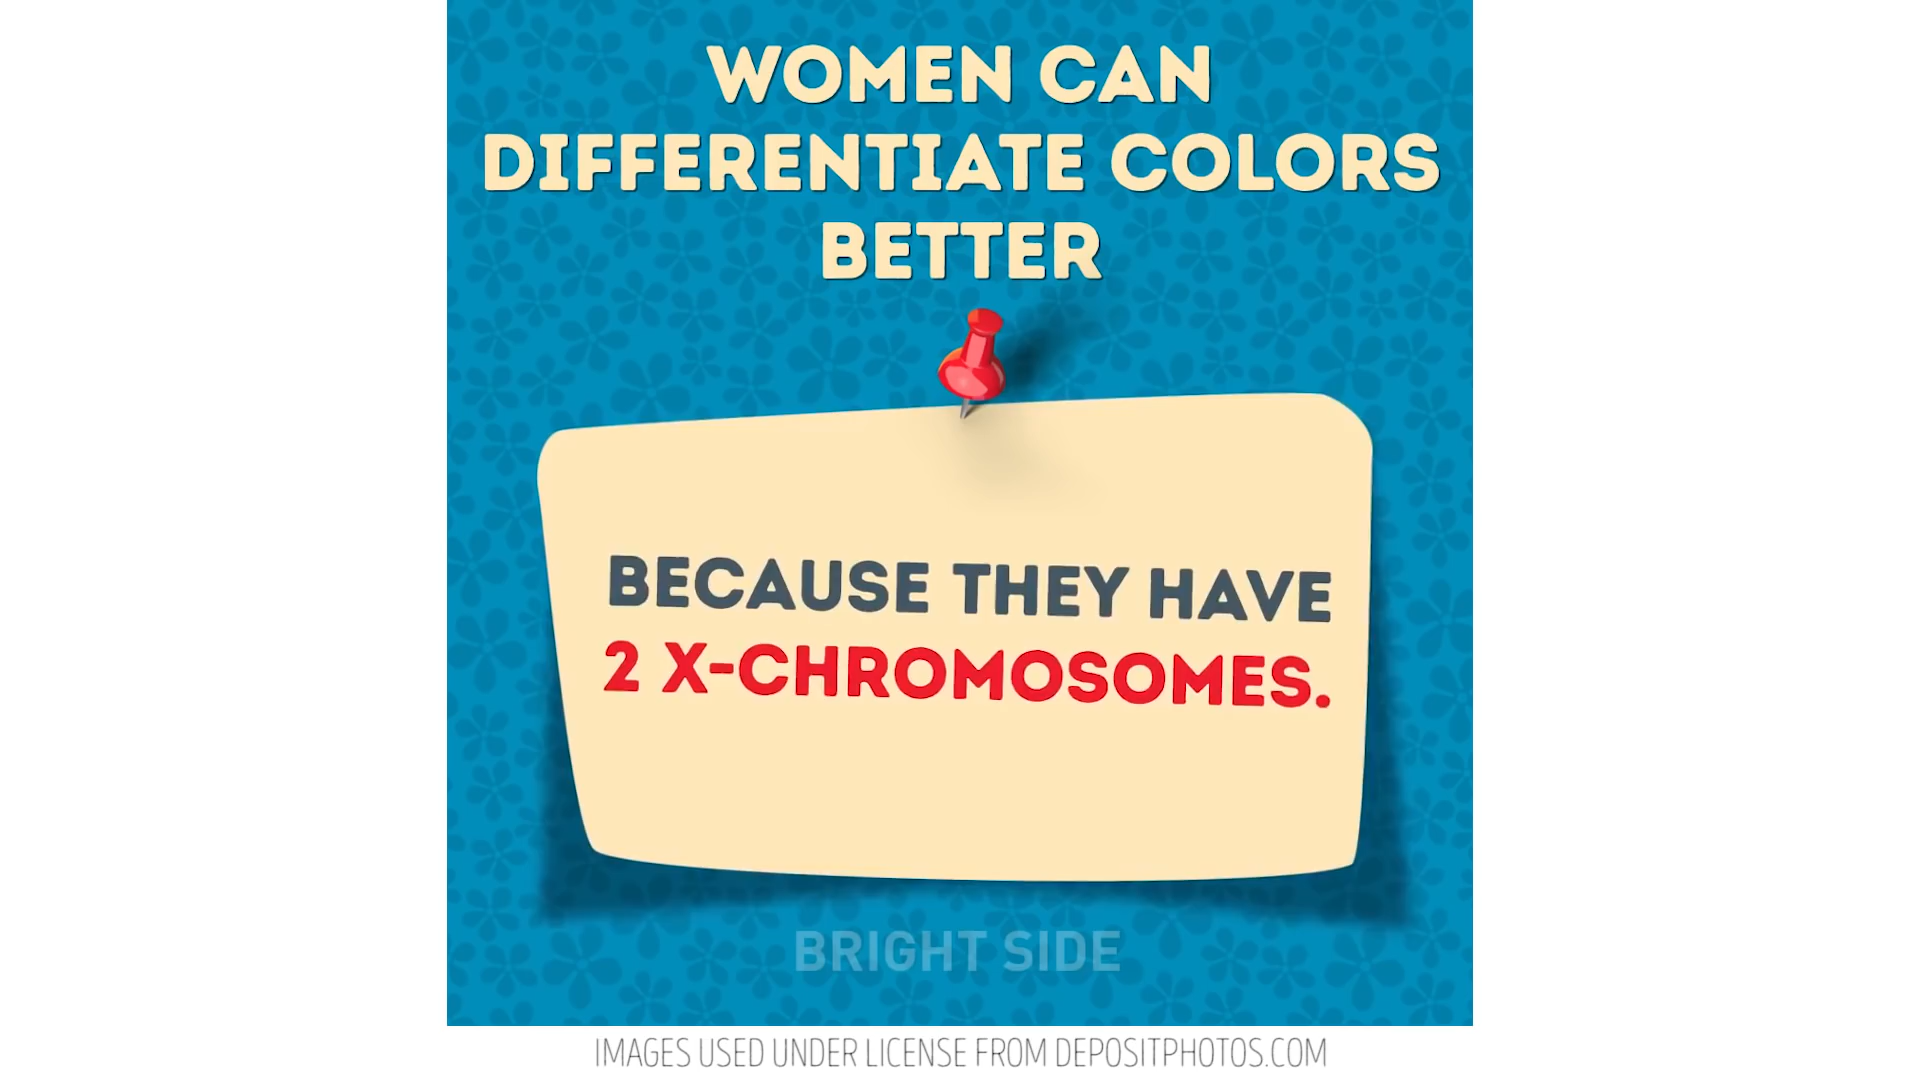 WOMEN CAN
DIFFERENTIATE COLORS
BETTER
BECAUSE THEY HAVE
2 X-CHROMOSOMES.
BRIGHT SIDE
IMAGES USED UNDER LICENSE FROM DEPOSITPHOTOS.COM